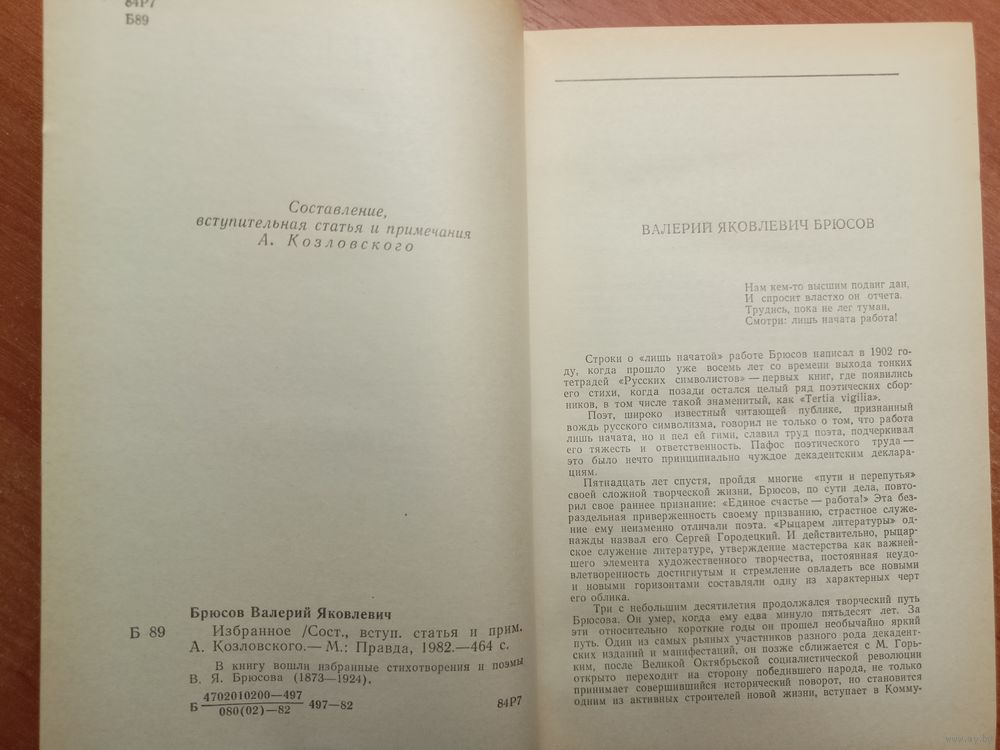 84Р7
Б89
Составление,
вступительная статья и примечания
А. Козловского
Брюсов Валерий Яковлевич
Б 89
Избранное /Сост., вступ. статья и прим.
А. Козловского.— М.: Правда, 1982.—464 с.
В книгу вошли избранные стихотворения и поэмы
В. Я. Брюсова (1873—1924).
Б 4702010200—497
080(02)—82
497—82
84Р7
ВАЛЕРИЙ ЯКОВЛЕВИЧ БРЮСОВ
Нам кем-то высшим подвиг дан,
И спросит властно он отчета.
Трудись, пока не лег туман,
Смотри: лишь начата работа!
Строки о «лишь начатой» работе Брюсов написал в 1902 го-
ду, когда прошло уже восемь лет со времени выхода тонких
тетрадей «Русских символистов» — первых книг, где появились
его стихи, когда позади остался целый ряд поэтических сбор-
ников, в том числе такой знаменитый, как «Tertia vigilia».
Поэт, широко известный читающей публике, признанный
вождь русского символизма, говорил не только о том, что работа
лишь начата, но и пел ей гимн, славил труд поэта, подчеркивал
его тяжесть и ответственность. Пафос поэтического труда —
это было нечто принципиально чуждое декадентским деклара-
циям.
Пятнадцать лет спустя, пройдя многие «пути и перепутья»
своей сложной творческой жизни, Брюсов, по сути дела, повто-
рил свое раннее признание: «Единое счастье — работа!» Эта без-
раздельная приверженность своему призванию, страстное служе-
ние ему неизменно отличали поэта. «Рыцарем литературы» од-
нажды назвал его Сергей Городецкий. И действительно, рыцар-
ское служение литературе, утверждение мастерства как важней-
шего элемента художественного творчества, постоянная неудо-
влетворенность достигнутым и стремление овладеть все новыми
и новыми горизонтами составляли одну из характерных черт
его облика.
Три с небольшим десятилетия продолжался творческий путь
Брюсова. Он умер, когда ему едва минуло пятьдесят лет. За
эти относительно короткие годы он прошел необычайно яркий
путь. Один из самых рьяных участников разного рода декадент-
ских изданий и манифестаций, он позже сближается с М. Горь-
ким, после Великой Октябрьской социалистической революции
открыто переходит на сторону победившего народа, не только
принимает совершившийся исторический поворот, но становится
одним из активных строителей новой жизни, вступает в Комму-
www.ay.by